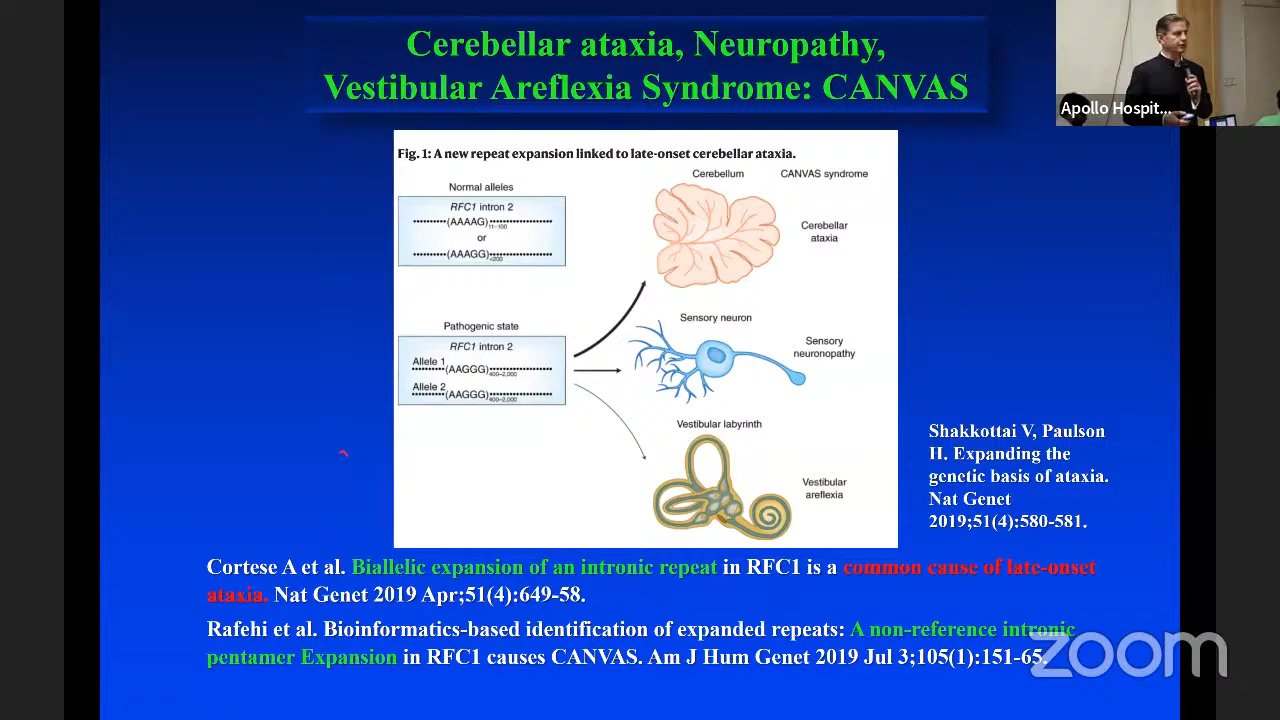 Cerebellar ataxia, Neuropathy,
Vestibular Areflexia Syndrome: CANVAS
Apollo Hospit...
Fig. 1: A new repeat expansion linked to late-onset cerebellar ataxia.
Normal alleles
RFC1 intron 2
(AAAAG)11–100
or
(AAAGG)<200
Pathogenic state
RFC1 intron 2
Allele 1
(AAGGG)400–2,000
Allele 2
(AAGGG)400–2,000
Cerebellum
CANVAS syndrome
Cerebellar
ataxia
Sensory neuron
Sensory
neuronopathy
Vestibular labyrinth
Vestibular
areflexia
Shakkottai V, Paulson
H. Expanding the
genetic basis of ataxia.
Nat Genet
2019;51(4):580-581.
Cortese A et al. Biallelic expansion of an intronic repeat in RFC1 is a common cause of late-onset
ataxia. Nat Genet 2019 Apr;51(4):649-58.
Rafehi et al. Bioinformatics-based identification of expanded repeats: A non-reference intronic
pentamer Expansion in RFC1 causes CANVAS. Am J Hum Genet 2019 Jul 3;105(1):151-65.
zoom